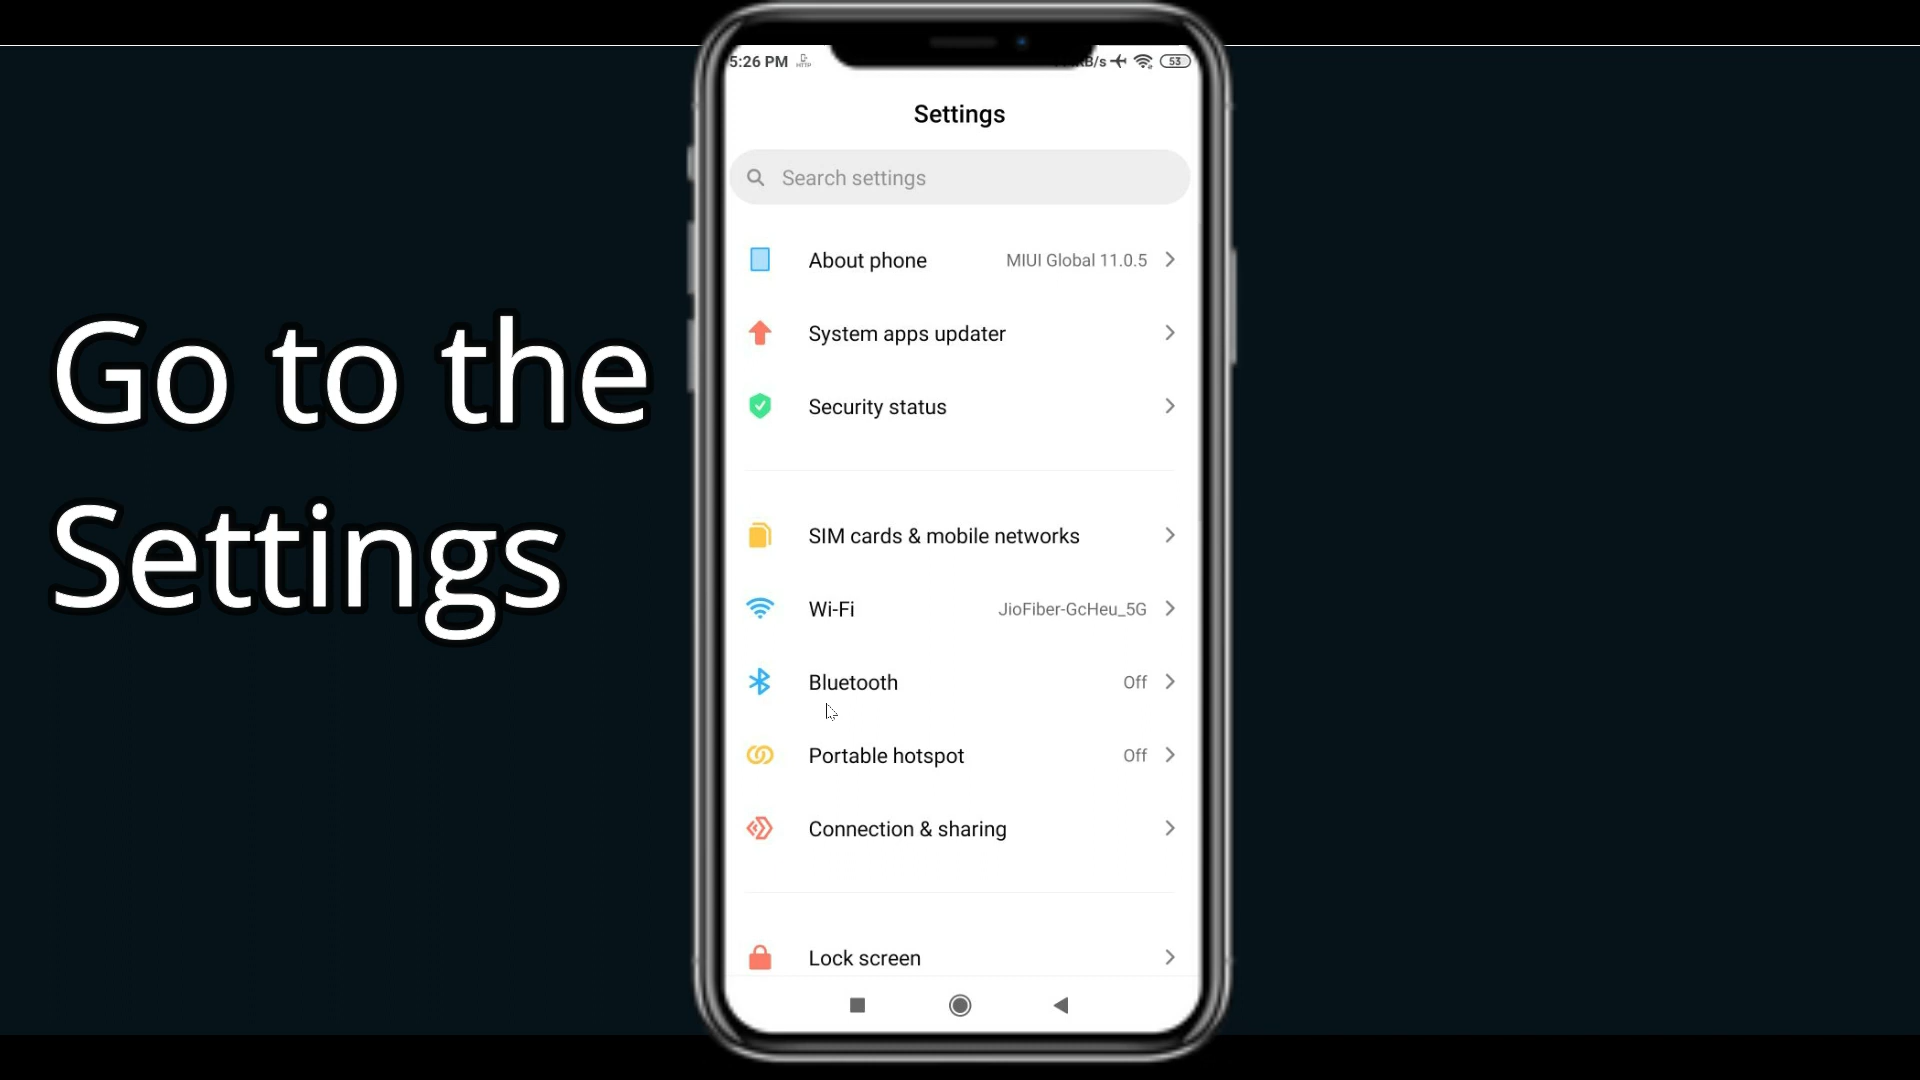 Go to the
Settings
5:26 PM
B/s
53
Settings
Search settings
About phone
MIUI Global 11.0.5
System apps updater
Security status
SIM cards & mobile networks
Wi-Fi
JioFiber-GcHeu_5G
Bluetooth
Off
Portable hotspot
Off
Connection & sharing
Lock screen